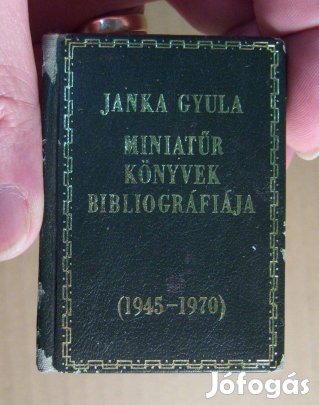 JANKA GYULA
MINIATŰR
KÖNYVEK
BIBLIOGRÁFIÁJA
(1945-1970)
Jófogás